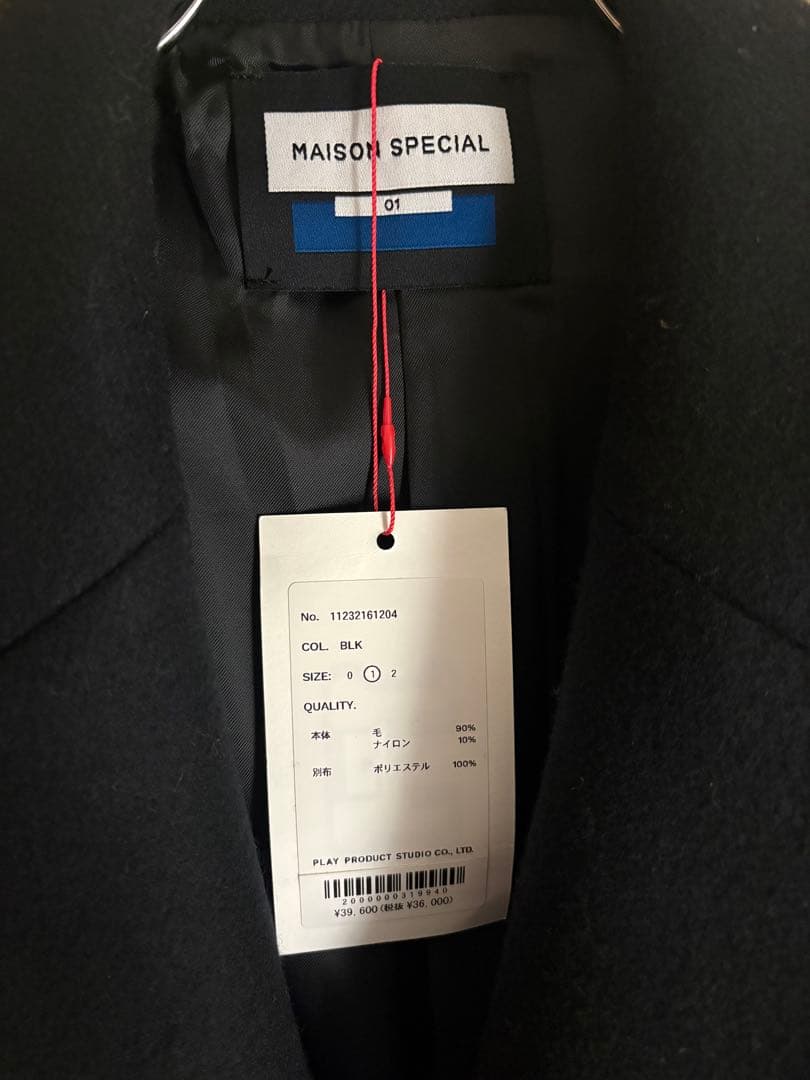 MAISON SPECIAL
01
No. 11232161204
COL. BLK
SIZE: 0 1 2
QUALITY.
本体 毛 90%
ナイロン 10%
別布 ポリエステル 100%
PLAY PRODUCT STUDIO CO., LTD.
2000000319940
¥39,600(税抜 ¥36,000)